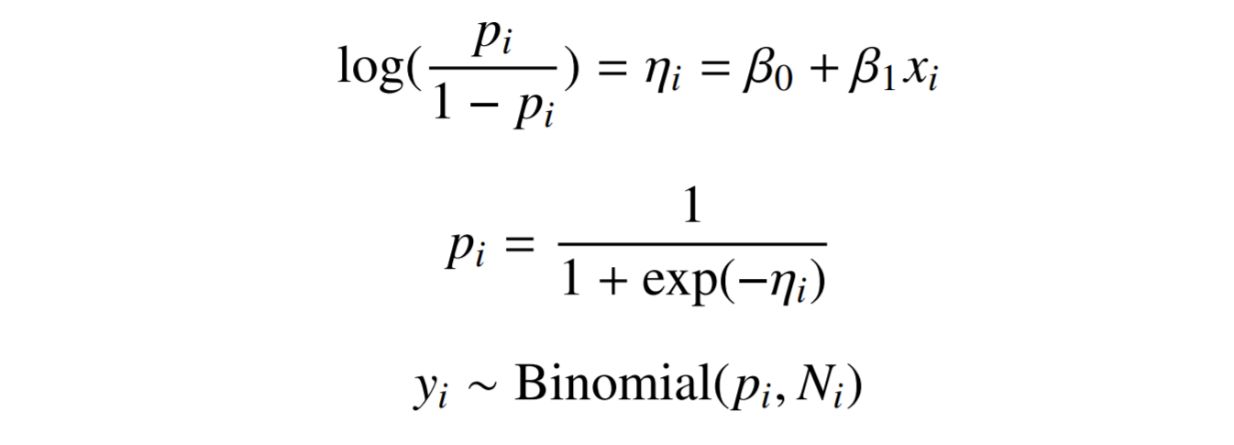 log(p_i / (1 − p_i)) = η_i = β_0 + β_1 x_i
p_i = 1 / (1 + exp(−η_i))
y_i ~ Binomial(p_i, N_i)